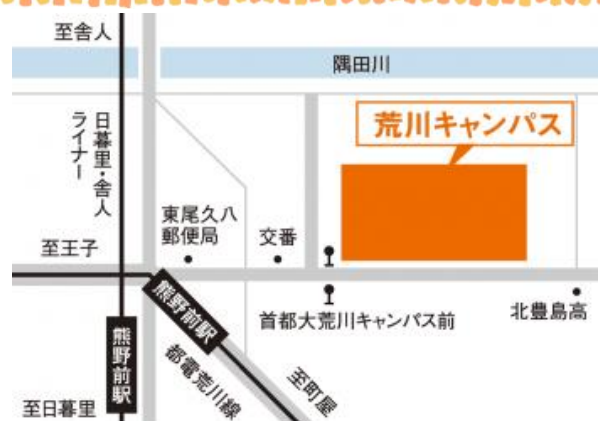 至舎人
隅田川
荒川キャンパス
日暮里・舎人
ライナー
東尾久八
郵便局
交番
至王子
熊野前駅
首都大荒川キャンパス前
北豊島高
熊野前駅
都電荒川線
至町屋
至日暮里